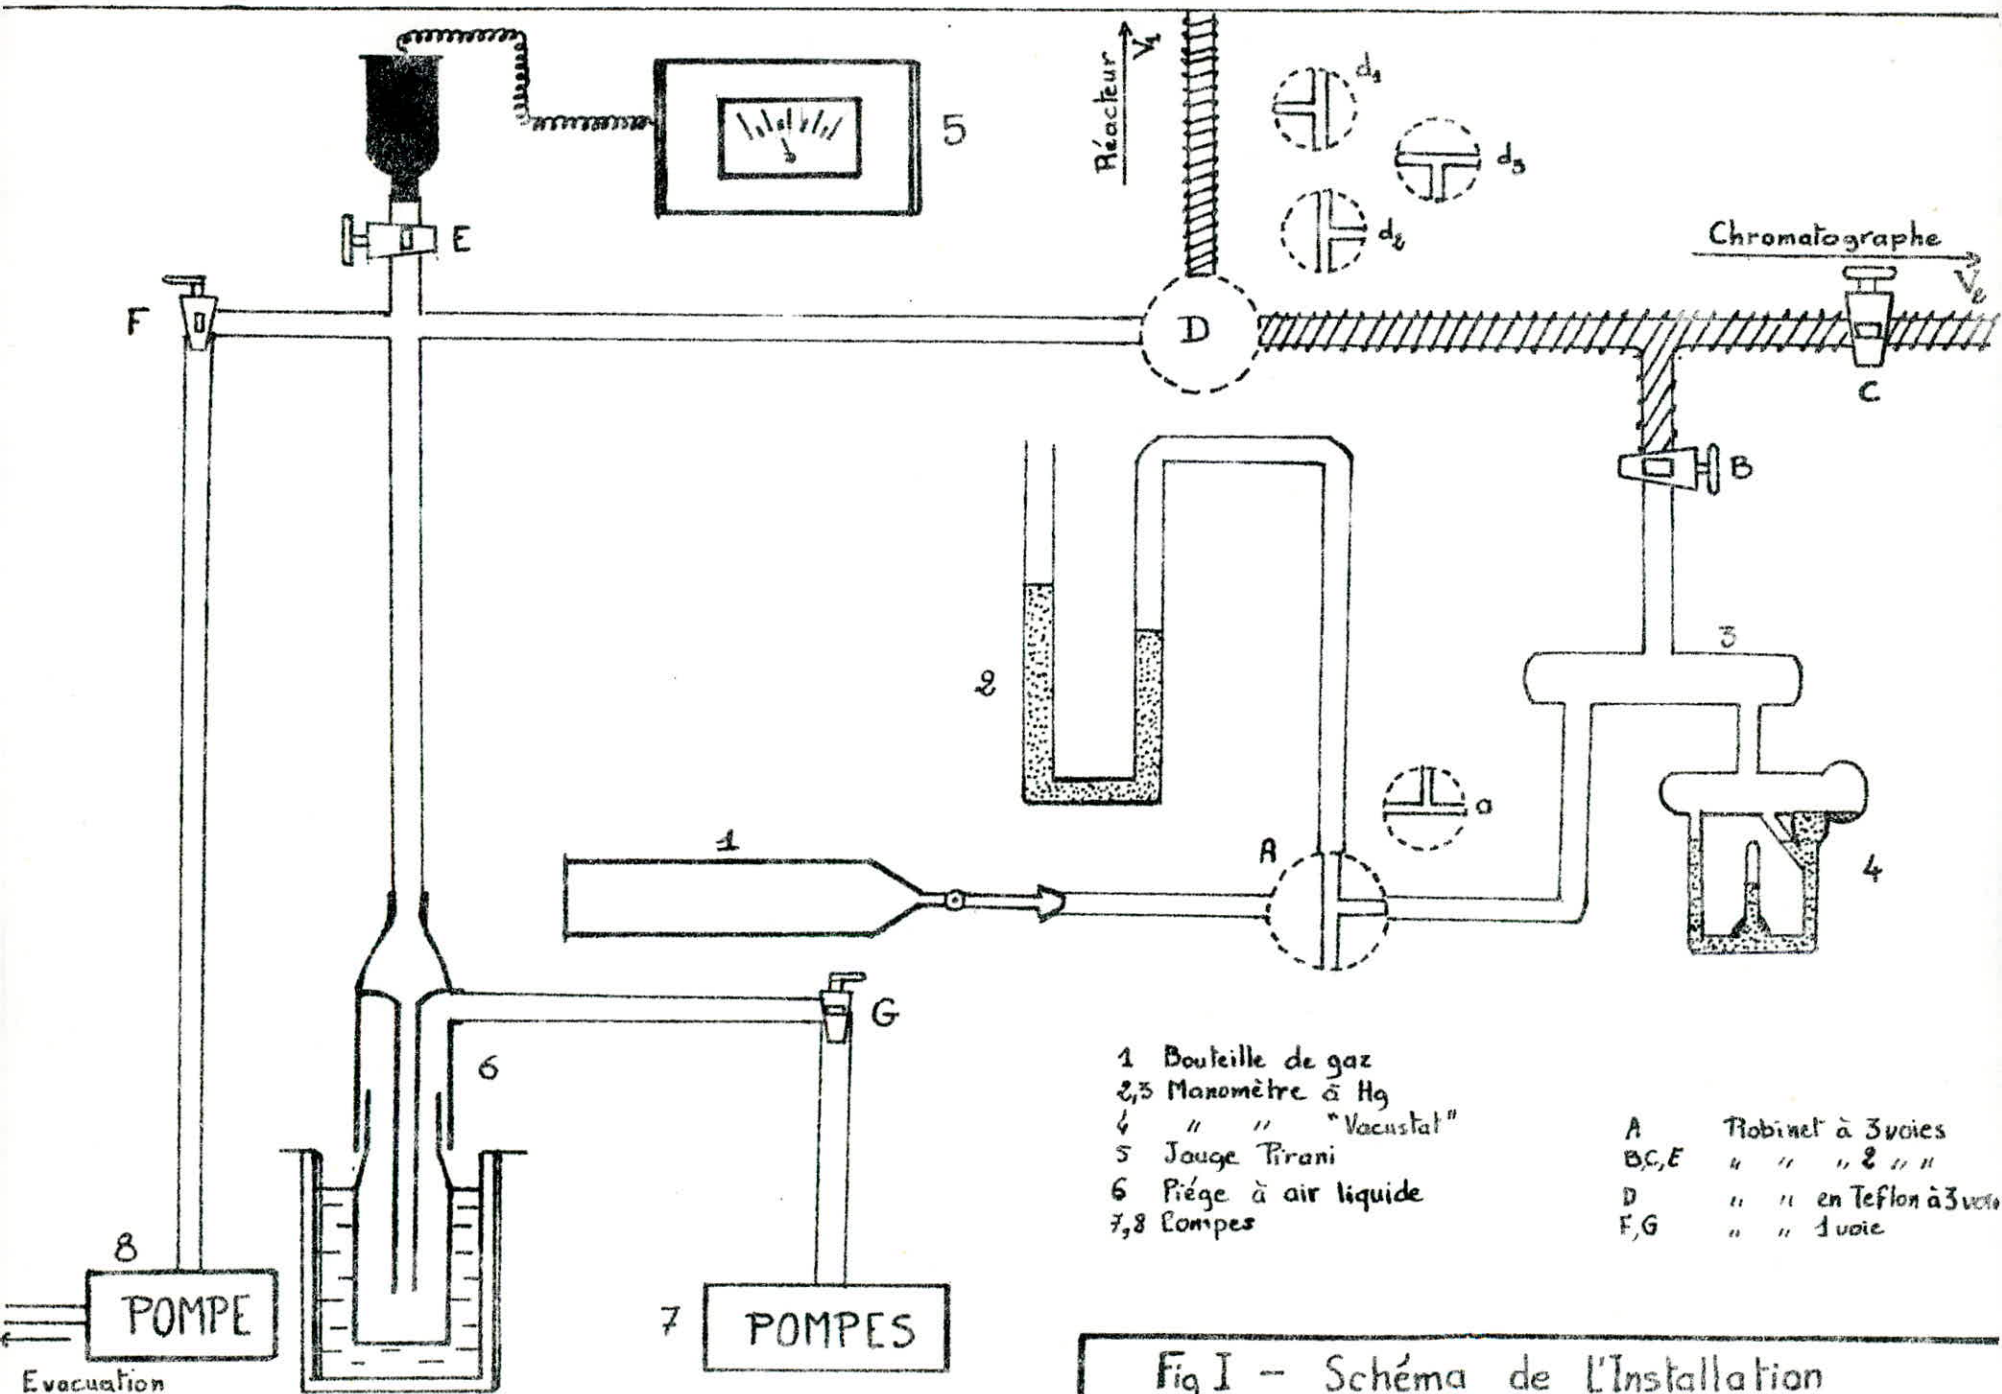 5
Réacteur
V1
d1
d3
d2
E
F
D
Chromatographe
V2
C
B
2
3
1
A
a
4
G
6
1 Bouteille de gaz
2,3 Manomètre à Hg
4 " " "Vacustat"
5 Jauge Pirani
6 Piége à air liquide
7,8 Pompes
A Robinet à 3 voies
B,C,E " " " 2 " "
D " " en Teflon à 3 voie
F,G " " 1 voie
8
POMPE
7
POMPES
Evacuation
Fig I - Schéma de L'Installation